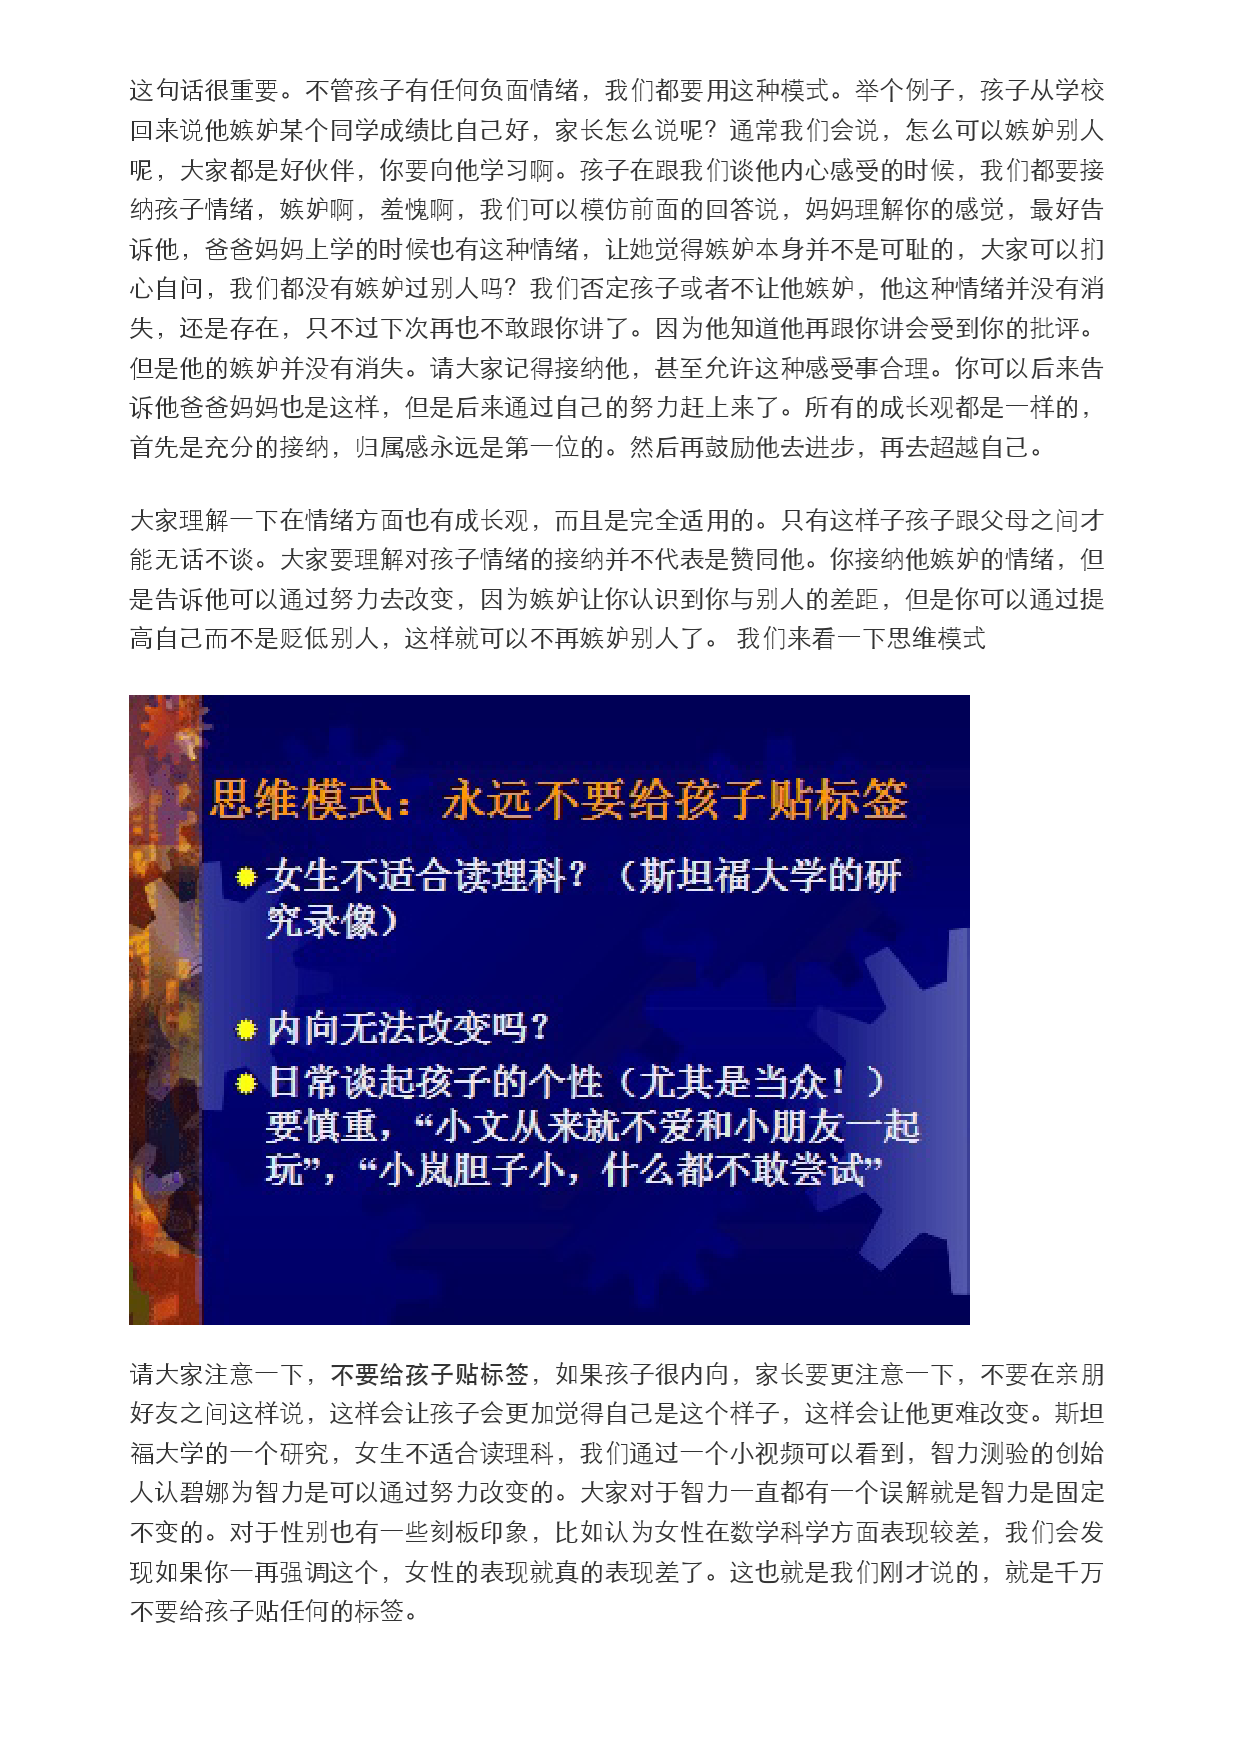 这句话很重要。不管孩子有任何负面情绪，我们都要用这种模式。举个例子，孩子从学校
回来说他嫉妒某个同学成绩比自己好，家长怎么说呢？通常我们会说，怎么可以嫉妒别人
呢，大家都是好伙伴，你要向他学习啊。孩子在跟我们谈他内心感受的时候，我们都要接
纳孩子情绪，嫉妒啊，羞愧啊，我们可以模仿前面的回答说，妈妈理解你的感觉，最好告
诉他，爸爸妈妈上学的时候也有这种情绪，让她觉得嫉妒本身并不是可耻的，大家可以扪
心自问，我们都没有嫉妒过别人吗？我们否定孩子或者不让他嫉妒，他这种情绪并没有消
失，还是存在，只不过下次再也不敢跟你讲了。因为他知道他再跟你讲会受到你的批评。
但是他的嫉妒并没有消失。请大家记得接纳他，甚至允许这种感受事合理。你可以后来告
诉他爸爸妈妈也是这样，但是后来通过自己的努力赶上来了。所有的成长观都是一样的，
首先是充分的接纳，归属感永远是第一位的。然后再鼓励他去进步，再去超越自己。
大家理解一下在情绪方面也有成长观，而且是完全适用的。只有这样子孩子跟父母之间才
能无话不谈。大家要理解对孩子情绪的接纳并不代表是赞同他。你接纳他嫉妒的情绪，但
是告诉他可以通过努力去改变，因为嫉妒让你认识到你与别人的差距，但是你可以通过提
高自己而不是贬低别人，这样就可以不再嫉妒别人了。 我们来看一下思维模式
思维模式：永远不要给孩子贴标签
女生不适合读理科？（斯坦福大学的研
究录像）
内向无法改变吗？
日常谈起孩子的个性（尤其是当众！）
要慎重，“小文从来就不爱和小朋友一起
玩”，“小岚胆子小，什么都不敢尝试”
请大家注意一下，不要给孩子贴标签，如果孩子很内向，家长要更注意一下，不要在亲朋
好友之间这样说，这样会让孩子会更加觉得自己是这个样子，这样会让他更难改变。斯坦
福大学的一个研究，女生不适合读理科，我们通过一个小视频可以看到，智力测验的创始
人认碧娜为智力是可以通过努力改变的。大家对于智力一直都有一个误解就是智力是固定
不变的。对于性别也有一些刻板印象，比如认为女性在数学科学方面表现较差，我们会发
现如果你一再强调这个，女性的表现就真的表现差了。这也就是我们刚才说的，就是千万
不要给孩子贴任何的标签。